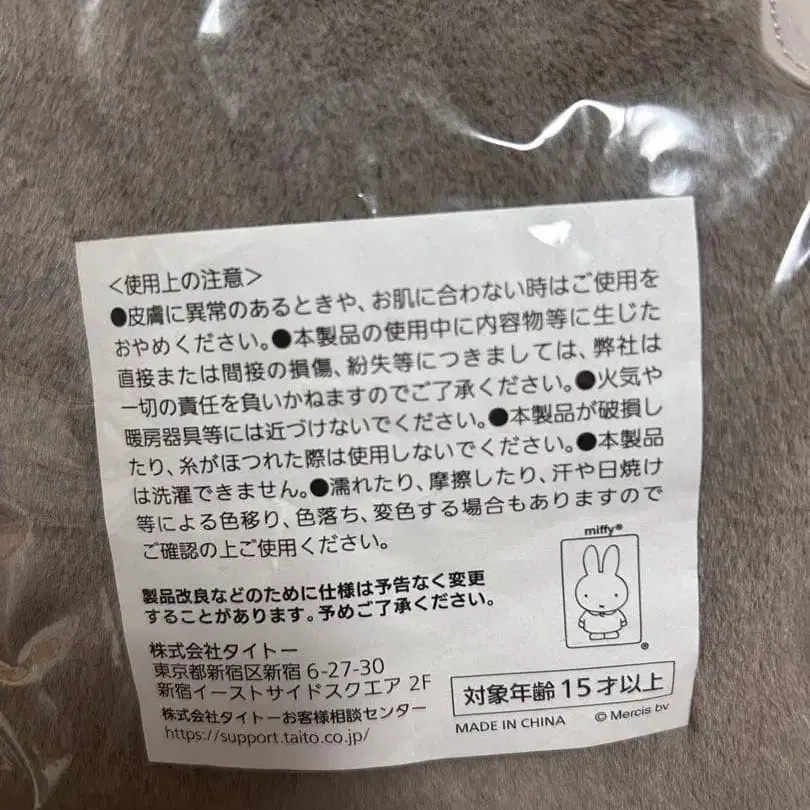 <使用上の注意>
●皮膚に異常のあるときや、お肌に合わない時はご使用を
おやめください。●本製品の使用中に内容物等に生じた
直接または間接の損傷、紛失等につきましては、弊社は
一切の責任を負いかねますのでご了承ください。●火気や
暖房器具等には近づけないでください。●本製品が破損し
たり、糸がほつれた際は使用しないでください。●本製品
は洗濯できません。●濡れたり、摩擦したり、汗や日焼け
等による色移り、色落ち、変色する場合もありますので
ご確認の上ご使用ください。
miffy®
®
製品改良などのために仕様は予告なく変更
することがあります。予めご了承ください。
株式会社タイトー
東京都新宿区新宿 6-27-30
新宿イーストサイドスクエア 2F
株式会社タイトーお客様相談センター
https://support.taito.co.jp/
対象年齢 15 才以上
MADE IN CHINA © Mercis bv